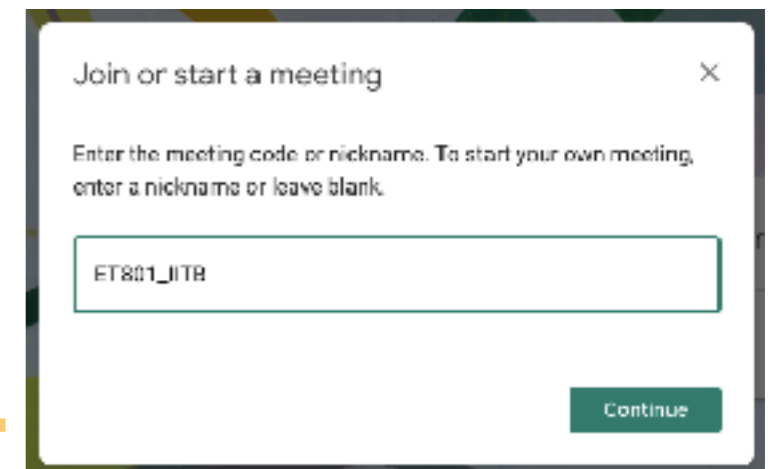 Join or start a meeting
Enter the meeting code or nickname. To start your own meeting,
enter a nickname or leave blank.
ET801_IITB
Continue